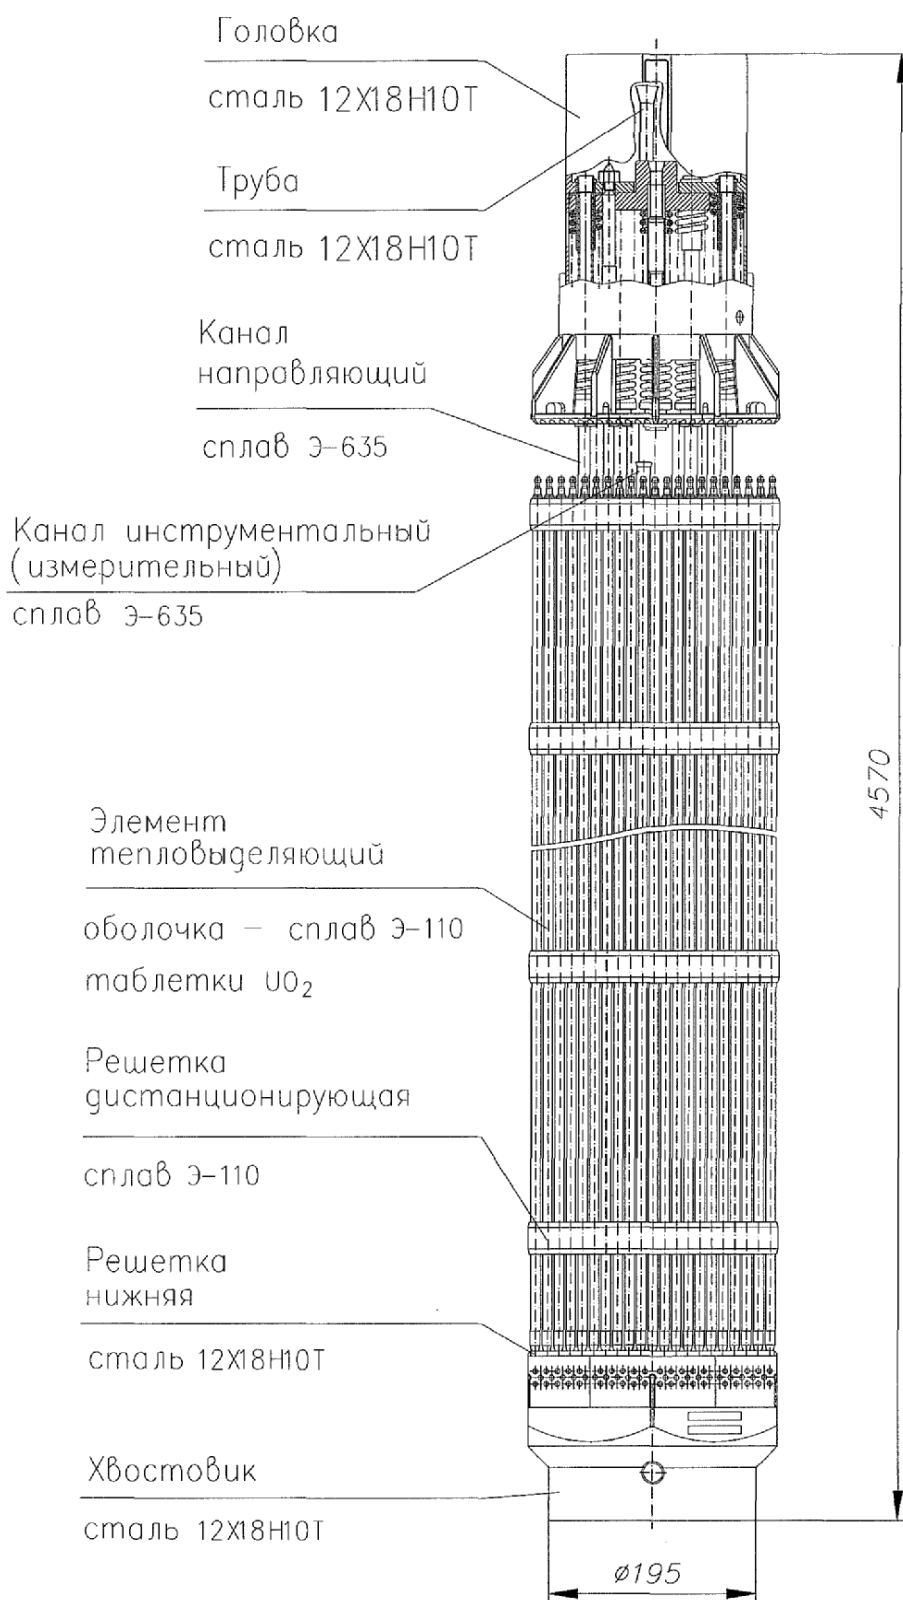 Головка
сталь 12Х18Н10Т
Труба
сталь 12Х18Н10Т
Канал
направляющий
сплав Э-635
Канал инструментальный
(измерительный)
сплав Э-635
4570
Элемент
тепловыделяющий
оболочка – сплав Э-110
таблетки UO₂
Решетка
дистанционирующая
сплав Э-110
Решетка
нижняя
сталь 12Х18Н10Т
Хвостовик
сталь 12Х18Н10Т
⌀195